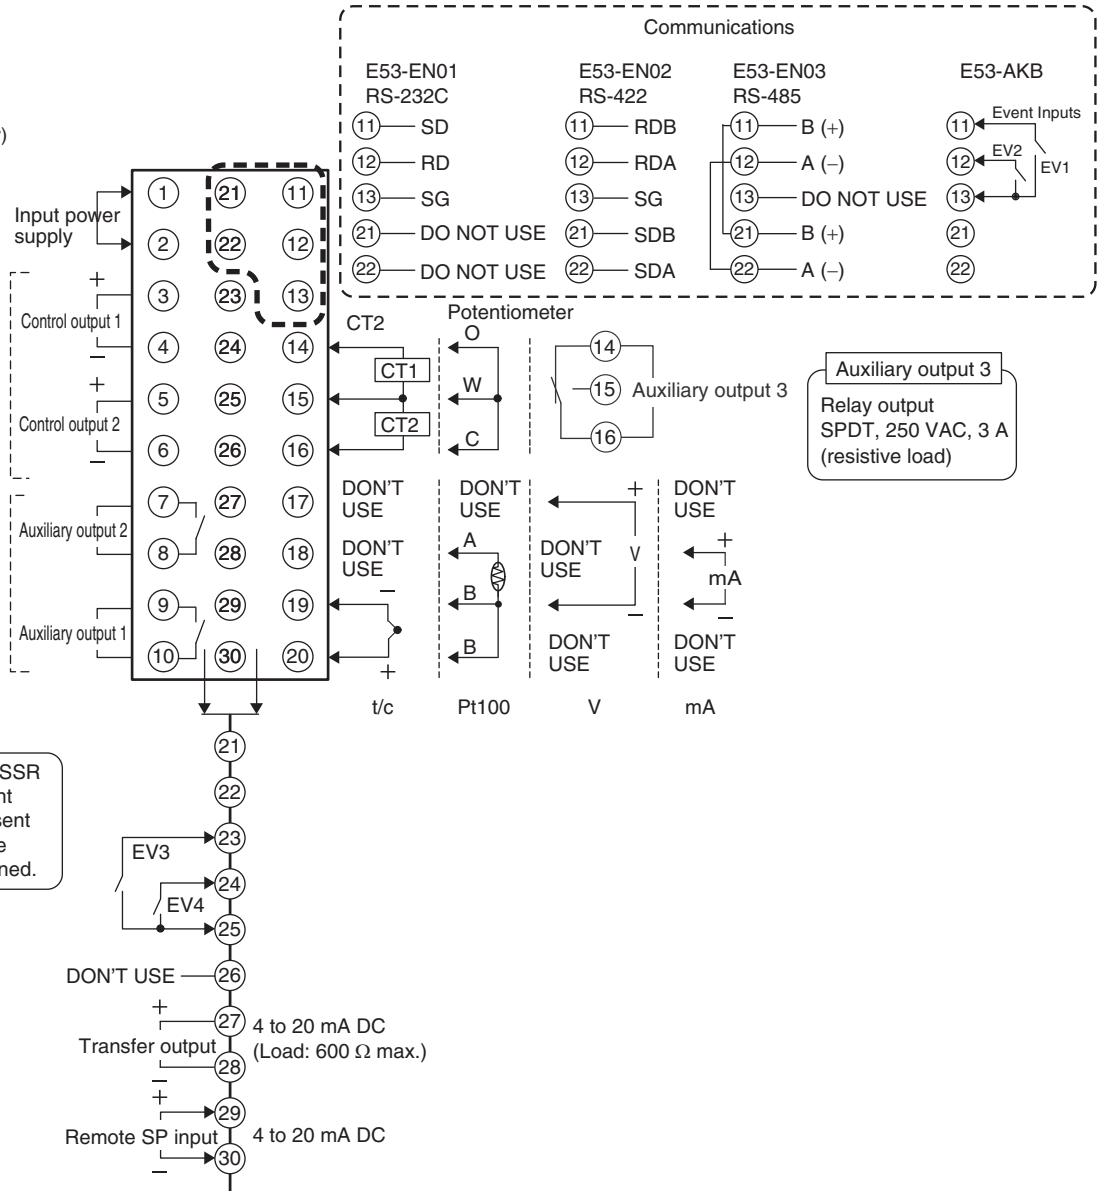 Communications
E53-EN01
RS-232C
11 SD
12 RD
13 SG
21 DO NOT USE
22 DO NOT USE
E53-EN02
RS-422
11 RDB
12 RDA
13 SG
21 SDB
22 SDA
E53-EN03
RS-485
11 B (+)
12 A (−)
13 DO NOT USE
21 B (+)
22 A (−)
E53-AKB
11 Event Inputs
12 EV2
EV1
13
21
22
)
Input power
supply
+
Control output 1
−
+
Control output 2
−
Auxiliary output 2
Auxiliary output 1
1 21 11
2 22 12
3 23 13
4 24 14
5 25 15
6 26 16
7 27 17
8 28 18
9 29 19
10 30 20
CT2
CT1
CT2
Potentiometer
O
W
C
14
15 Auxiliary output 3
16
Auxiliary output 3
Relay output
SPDT, 250 VAC, 3 A
(resistive load)
DON'T
USE
DON'T
USE
−
+
t/c
DON'T
USE
A
B
B
Pt100
+
DON'T
USE
V
−
DON'T
USE
V
DON'T
USE
+
mA
−
DON'T
USE
mA
SSR
nt
sent
e
ned.
21
22
23
EV3
24
EV4
25
DON'T USE 26
+
27 4 to 20 mA DC
Transfer output (Load: 600 Ω max.)
28
−
+
29
Remote SP input 4 to 20 mA DC
30
−